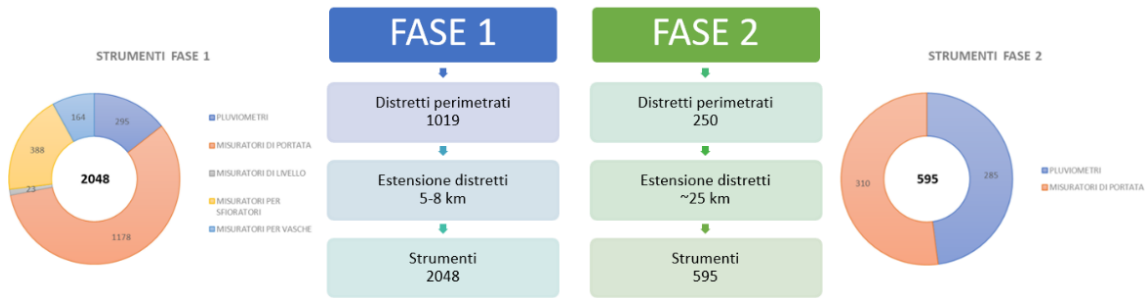 STRUMENTI FASE 1
164
295
388
2048
23
1178
PLUVIOMETRI
MISURATORI DI PORTATA
MISURATORI DI LIVELLO
MISURATORI PER
SFIORATORI
MISURATORI PER VASCHE
FASE 1
Distretti perimetrati
1019
Estensione distretti
5-8 km
Strumenti
2048
FASE 2
Distretti perimetrati
250
Estensione distretti
~25 km
Strumenti
595
STRUMENTI FASE 2
310
595
285
PLUVIOMETRI
MISURATORI DI PORTATA